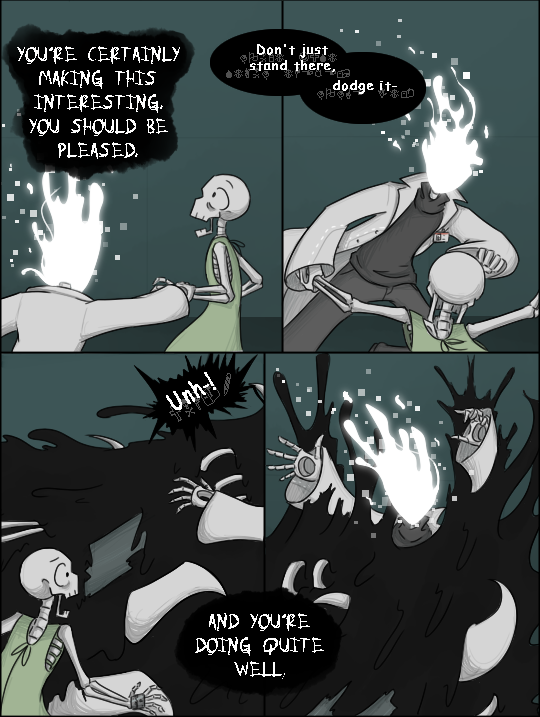 YOU'RE CERTAINLY
MAKING THIS
INTERESTING.
YOU SHOULD BE
PLEASED.
Don't just
stand there,
dodge it-
Unh-!
AND YOU'RE
DOING QUITE
WELL.